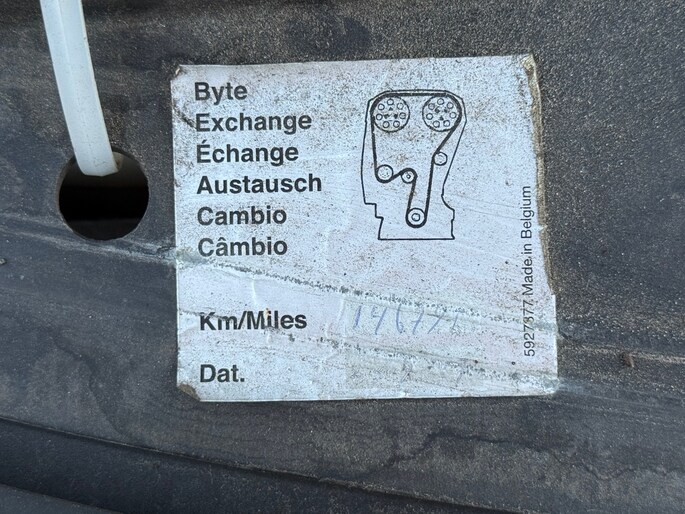 Byte
Exchange
Échange
Austausch
Cambio
Câmbio
Km/Miles
Dat.
5927377 Made in Belgium